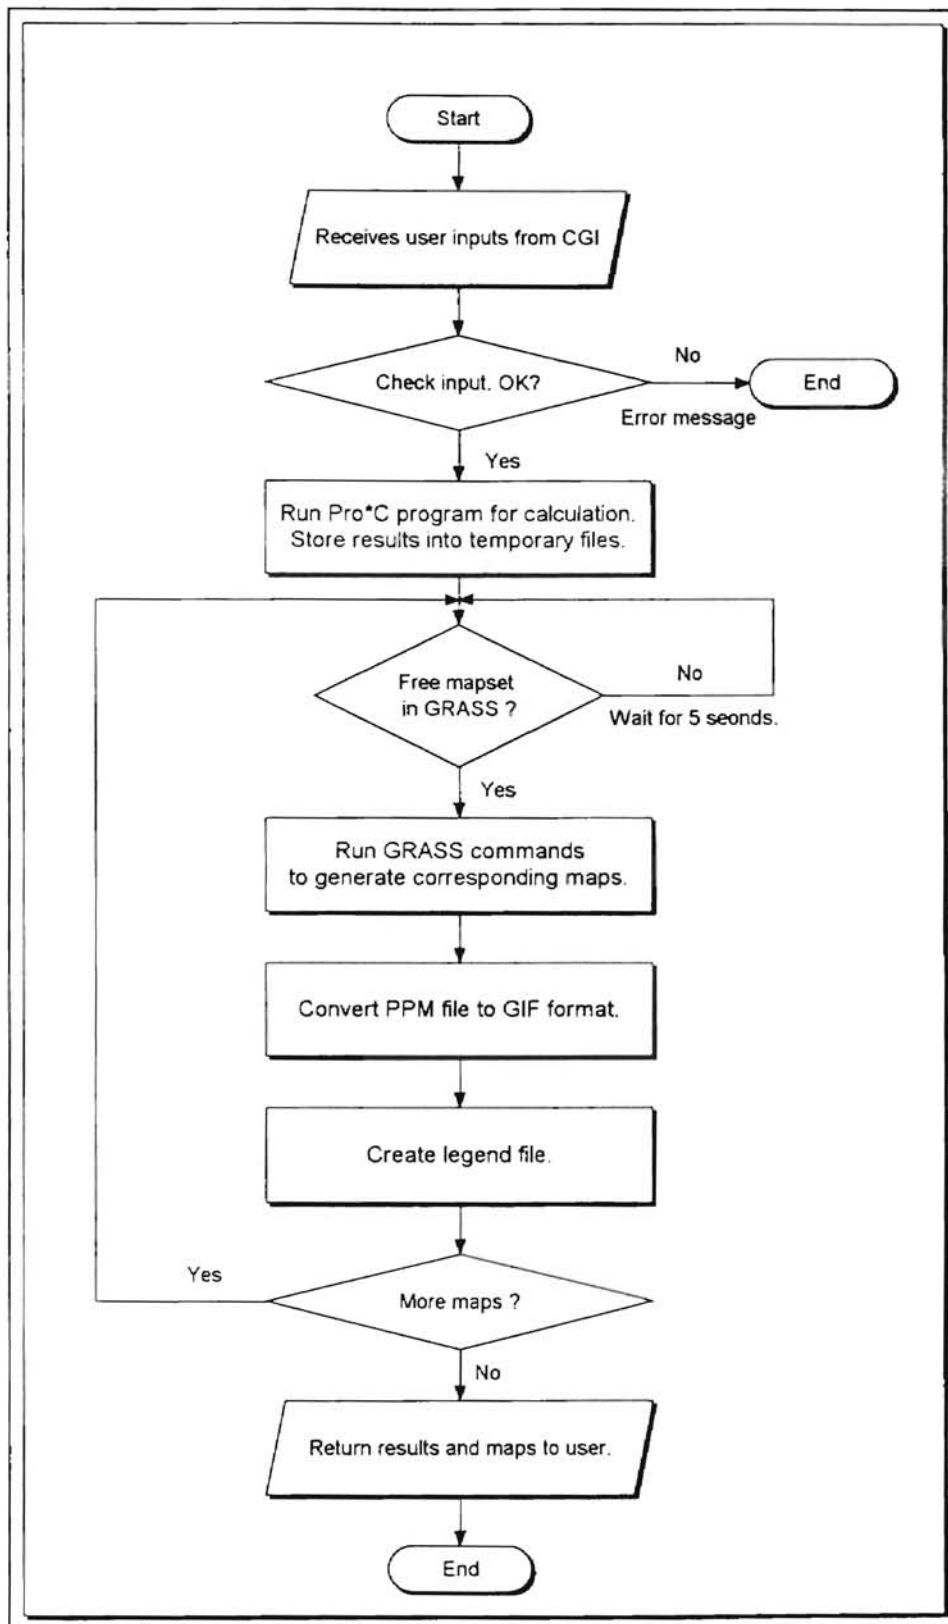 Start
Receives user inputs from CGI
Check input. OK?
No
Error message
End
Yes
Run Pro*C program for calculation.
Store results into temporary files.
Free mapset
in GRASS ?
No
Wait for 5 seonds.
Yes
Run GRASS commands
to generate corresponding maps.
Convert PPM file to GIF format.
Create legend file.
More maps ?
Yes
No
Return results and maps to user.
End